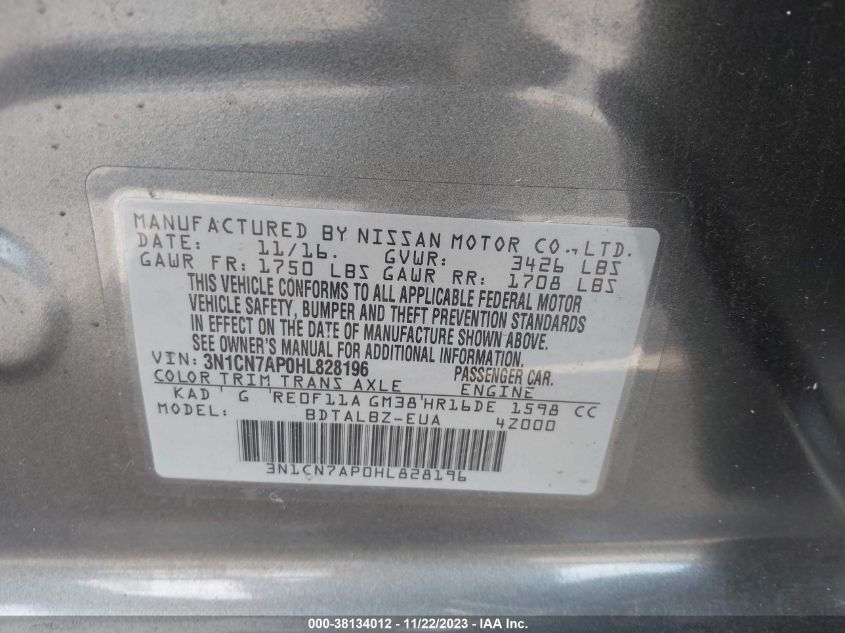 MANUFACTURED BY NISSAN MOTOR CO., LTD.
DATE: 11/16. GVWR: 3426 LBS
GAWR FR: 1750 LBS GAWR RR: 1708 LBS
THIS VEHICLE CONFORMS TO ALL APPLICABLE FEDERAL MOTOR
VEHICLE SAFETY, BUMPER AND THEFT PREVENTION STANDARDS
IN EFFECT ON THE DATE OF MANUFACTURE SHOWN ABOVE.
SEE OWNER'S MANUAL FOR ADDITIONAL INFORMATION.
VIN: 3N1CN7AP0HL828196 PASSENGER CAR.
COLOR TRIM TRANS AXLE ENGINE
KAD' G 'RE0F11A GM38'HR16DE 1598 CC
MODEL: BDTALBZ-EUA 4Z000
3N1CN7AP0HL828196
000-38134012 - 11/22/2023 - IAA Inc.